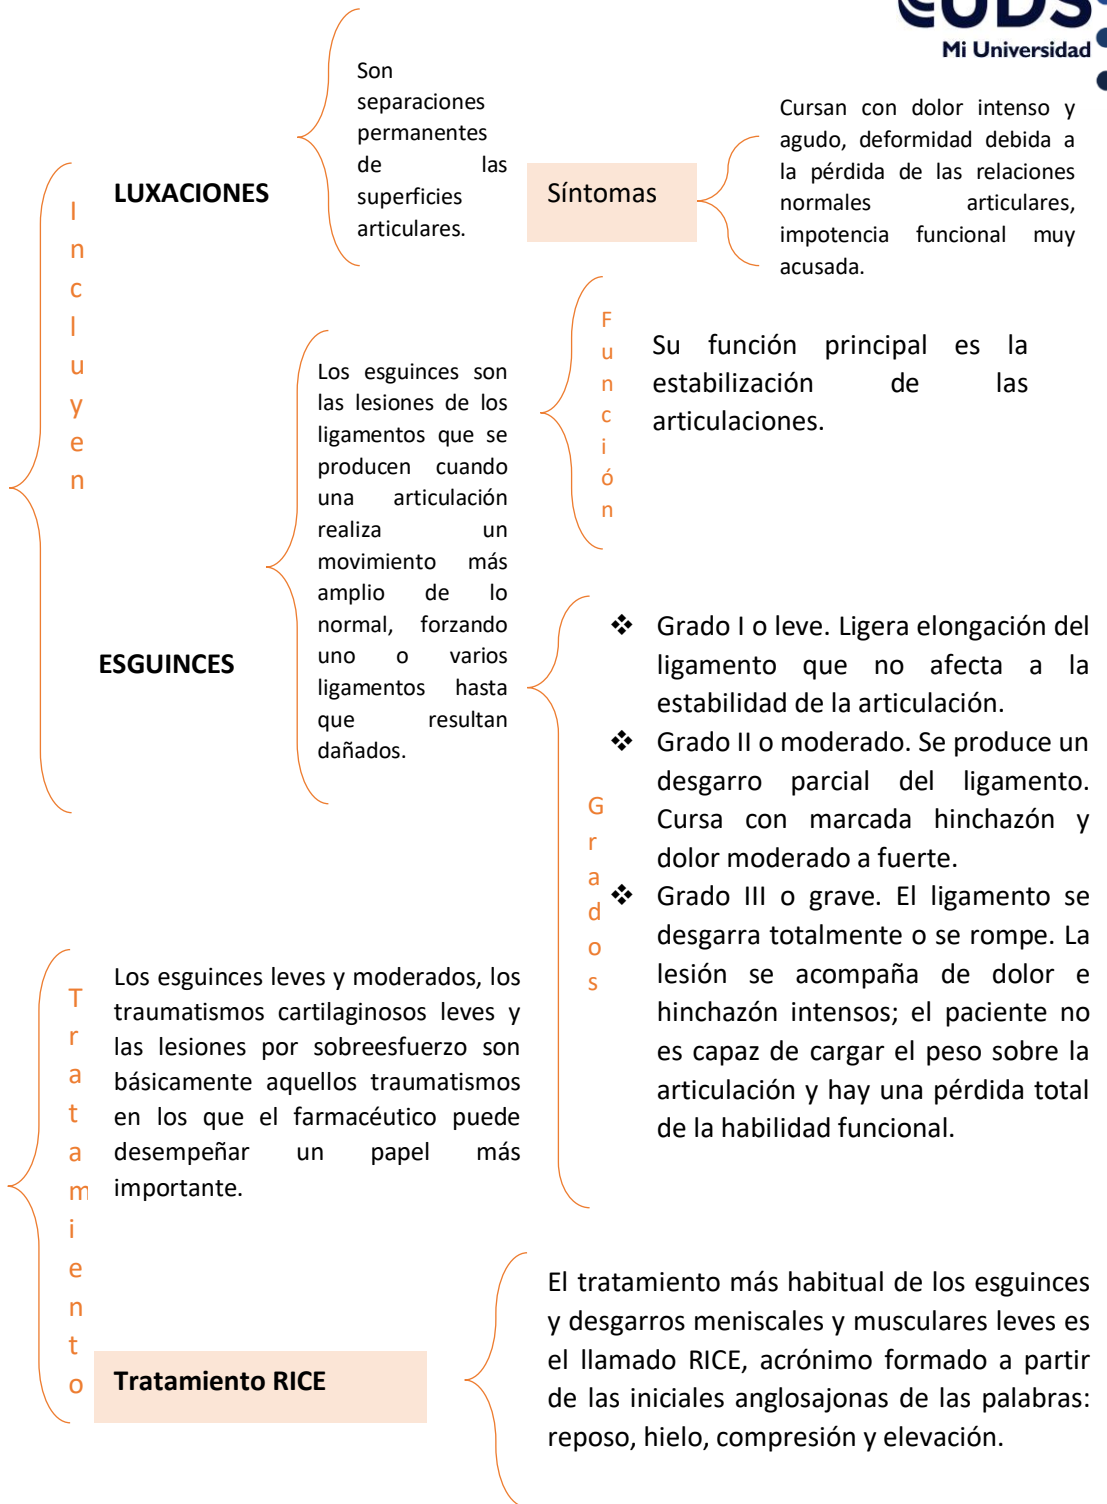 UDS
Mi Universidad
Incluyen
LUXACIONES
Son
separaciones
permanentes
de las
superficies
articulares.
Síntomas
Cursan con dolor intenso y
agudo, deformidad debida a
la pérdida de las relaciones
normales articulares,
impotencia funcional muy
acusada.
ESGUINCES
Los esguinces son
las lesiones de los
ligamentos que se
producen cuando
una articulación
realiza un
movimiento más
amplio de lo
normal, forzando
uno o varios
ligamentos hasta
que resultan
dañados.
Función
Su función principal es la
estabilización de las
articulaciones.
Grados
❖ Grado I o leve. Ligera elongación del
ligamento que no afecta a la
estabilidad de la articulación.
❖ Grado II o moderado. Se produce un
desgarro parcial del ligamento.
Cursa con marcada hinchazón y
dolor moderado a fuerte.
❖ Grado III o grave. El ligamento se
desgarra totalmente o se rompe. La
lesión se acompaña de dolor e
hinchazón intensos; el paciente no
es capaz de cargar el peso sobre la
articulación y hay una pérdida total
de la habilidad funcional.
Tratamiento
Los esguinces leves y moderados, los
traumatismos cartilaginosos leves y
las lesiones por sobreesfuerzo son
básicamente aquellos traumatismos
en los que el farmacéutico puede
desempeñar un papel más
importante.
Tratamiento RICE
El tratamiento más habitual de los esguinces
y desgarros meniscales y musculares leves es
el llamado RICE, acrónimo formado a partir
de las iniciales anglosajonas de las palabras:
reposo, hielo, compresión y elevación.